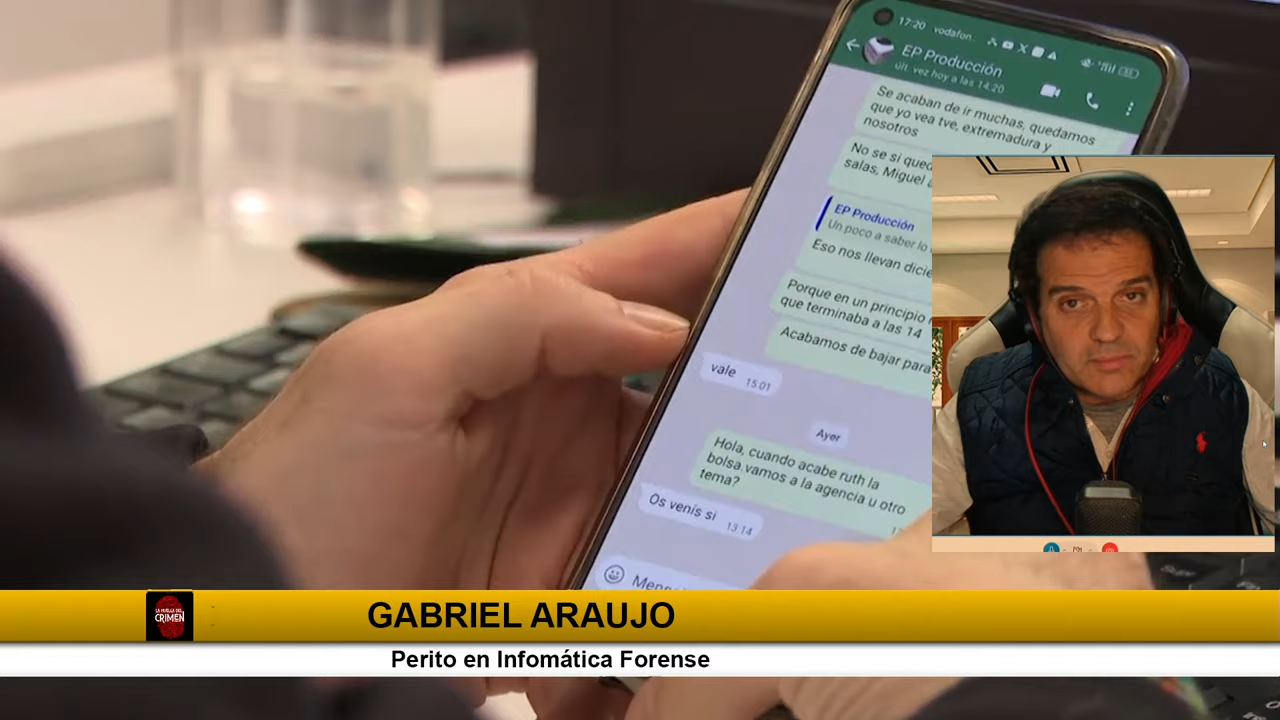 17:20 vodafon..
EP Producción
últ. vez hoy a las 14:20
Se acaban de ir muchas, quedamos
que yo vea tve, extremadura y
nosotros
No se si qued
salas, Miguel
EP Producción
Un poco a saber lo
Eso nos llevan dicie
Porque en un principio
que terminaba a las 14
Acabamos de bajar para
vale 15:01
Ayer
Hola, cuando acabe ruth la
bolsa.vamos a la agencia u otro
tema?
Os venís si 13:14
LA HUELLA DEL
CRIMEN
GABRIEL ARAUJO
Perito en Infomática Forense